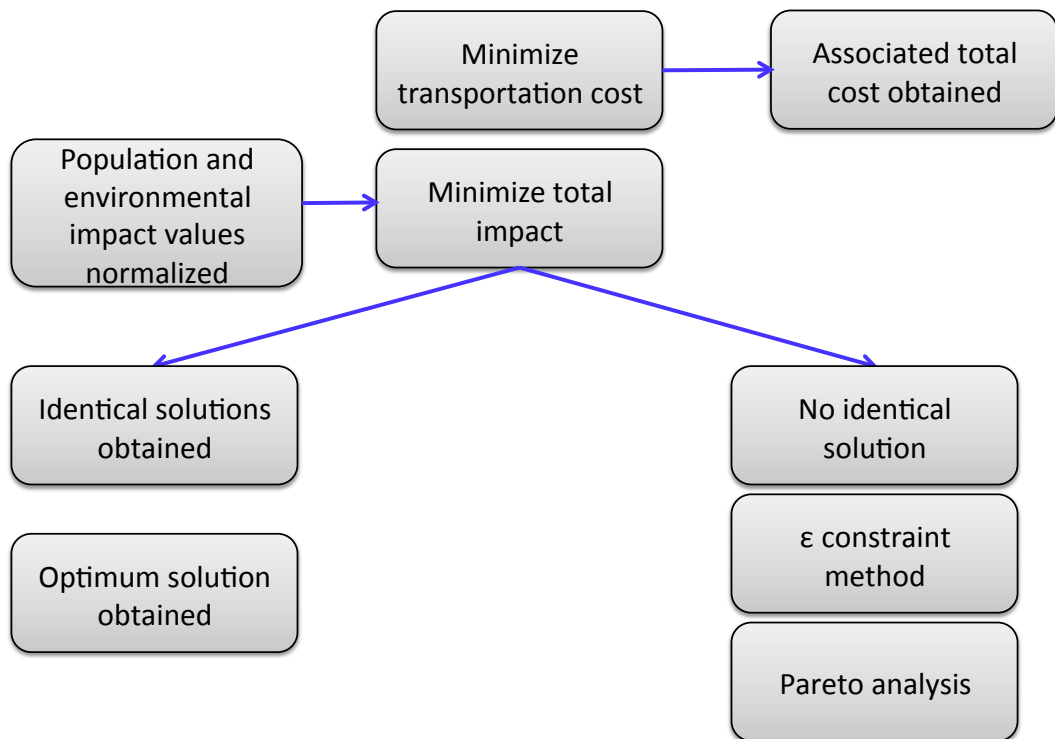 Minimize
transportation cost
Associated total
cost obtained
Population and
environmental
impact values
normalized
Minimize total
impact
Identical solutions
obtained
No identical
solution
Optimum solution
obtained
ε constraint
method
Pareto analysis